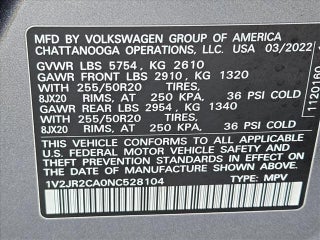 MFD BY VOLKSWAGEN GROUP OF AMERICA
CHATTANOOGA OPERATIONS, LLC. USA 03/2022
GVWR LBS 5754, KG 2610
GAWR FRONT LBS 2910, KG 1320
WITH 255/50R20 TIRES,
8JX20 RIMS, AT 250 KPA, 36 PSI COLD
GAWR REAR LBS 2954, KG 1340
WITH 255/50R20 TIRES,
8JX20 RIMS, AT 250 KPA, 36 PSI COLD
THIS VEHICLE CONFORMS TO ALL APPLICABLE
U.S. FEDERAL MOTOR VEHICLE SAFETY
STANDARDS IN EFFECT ON THE
DATE OF MANUFACTURE SHOWN ABOVE.
1V2JR2CA0NC528104 TYPE: MPV
1120160